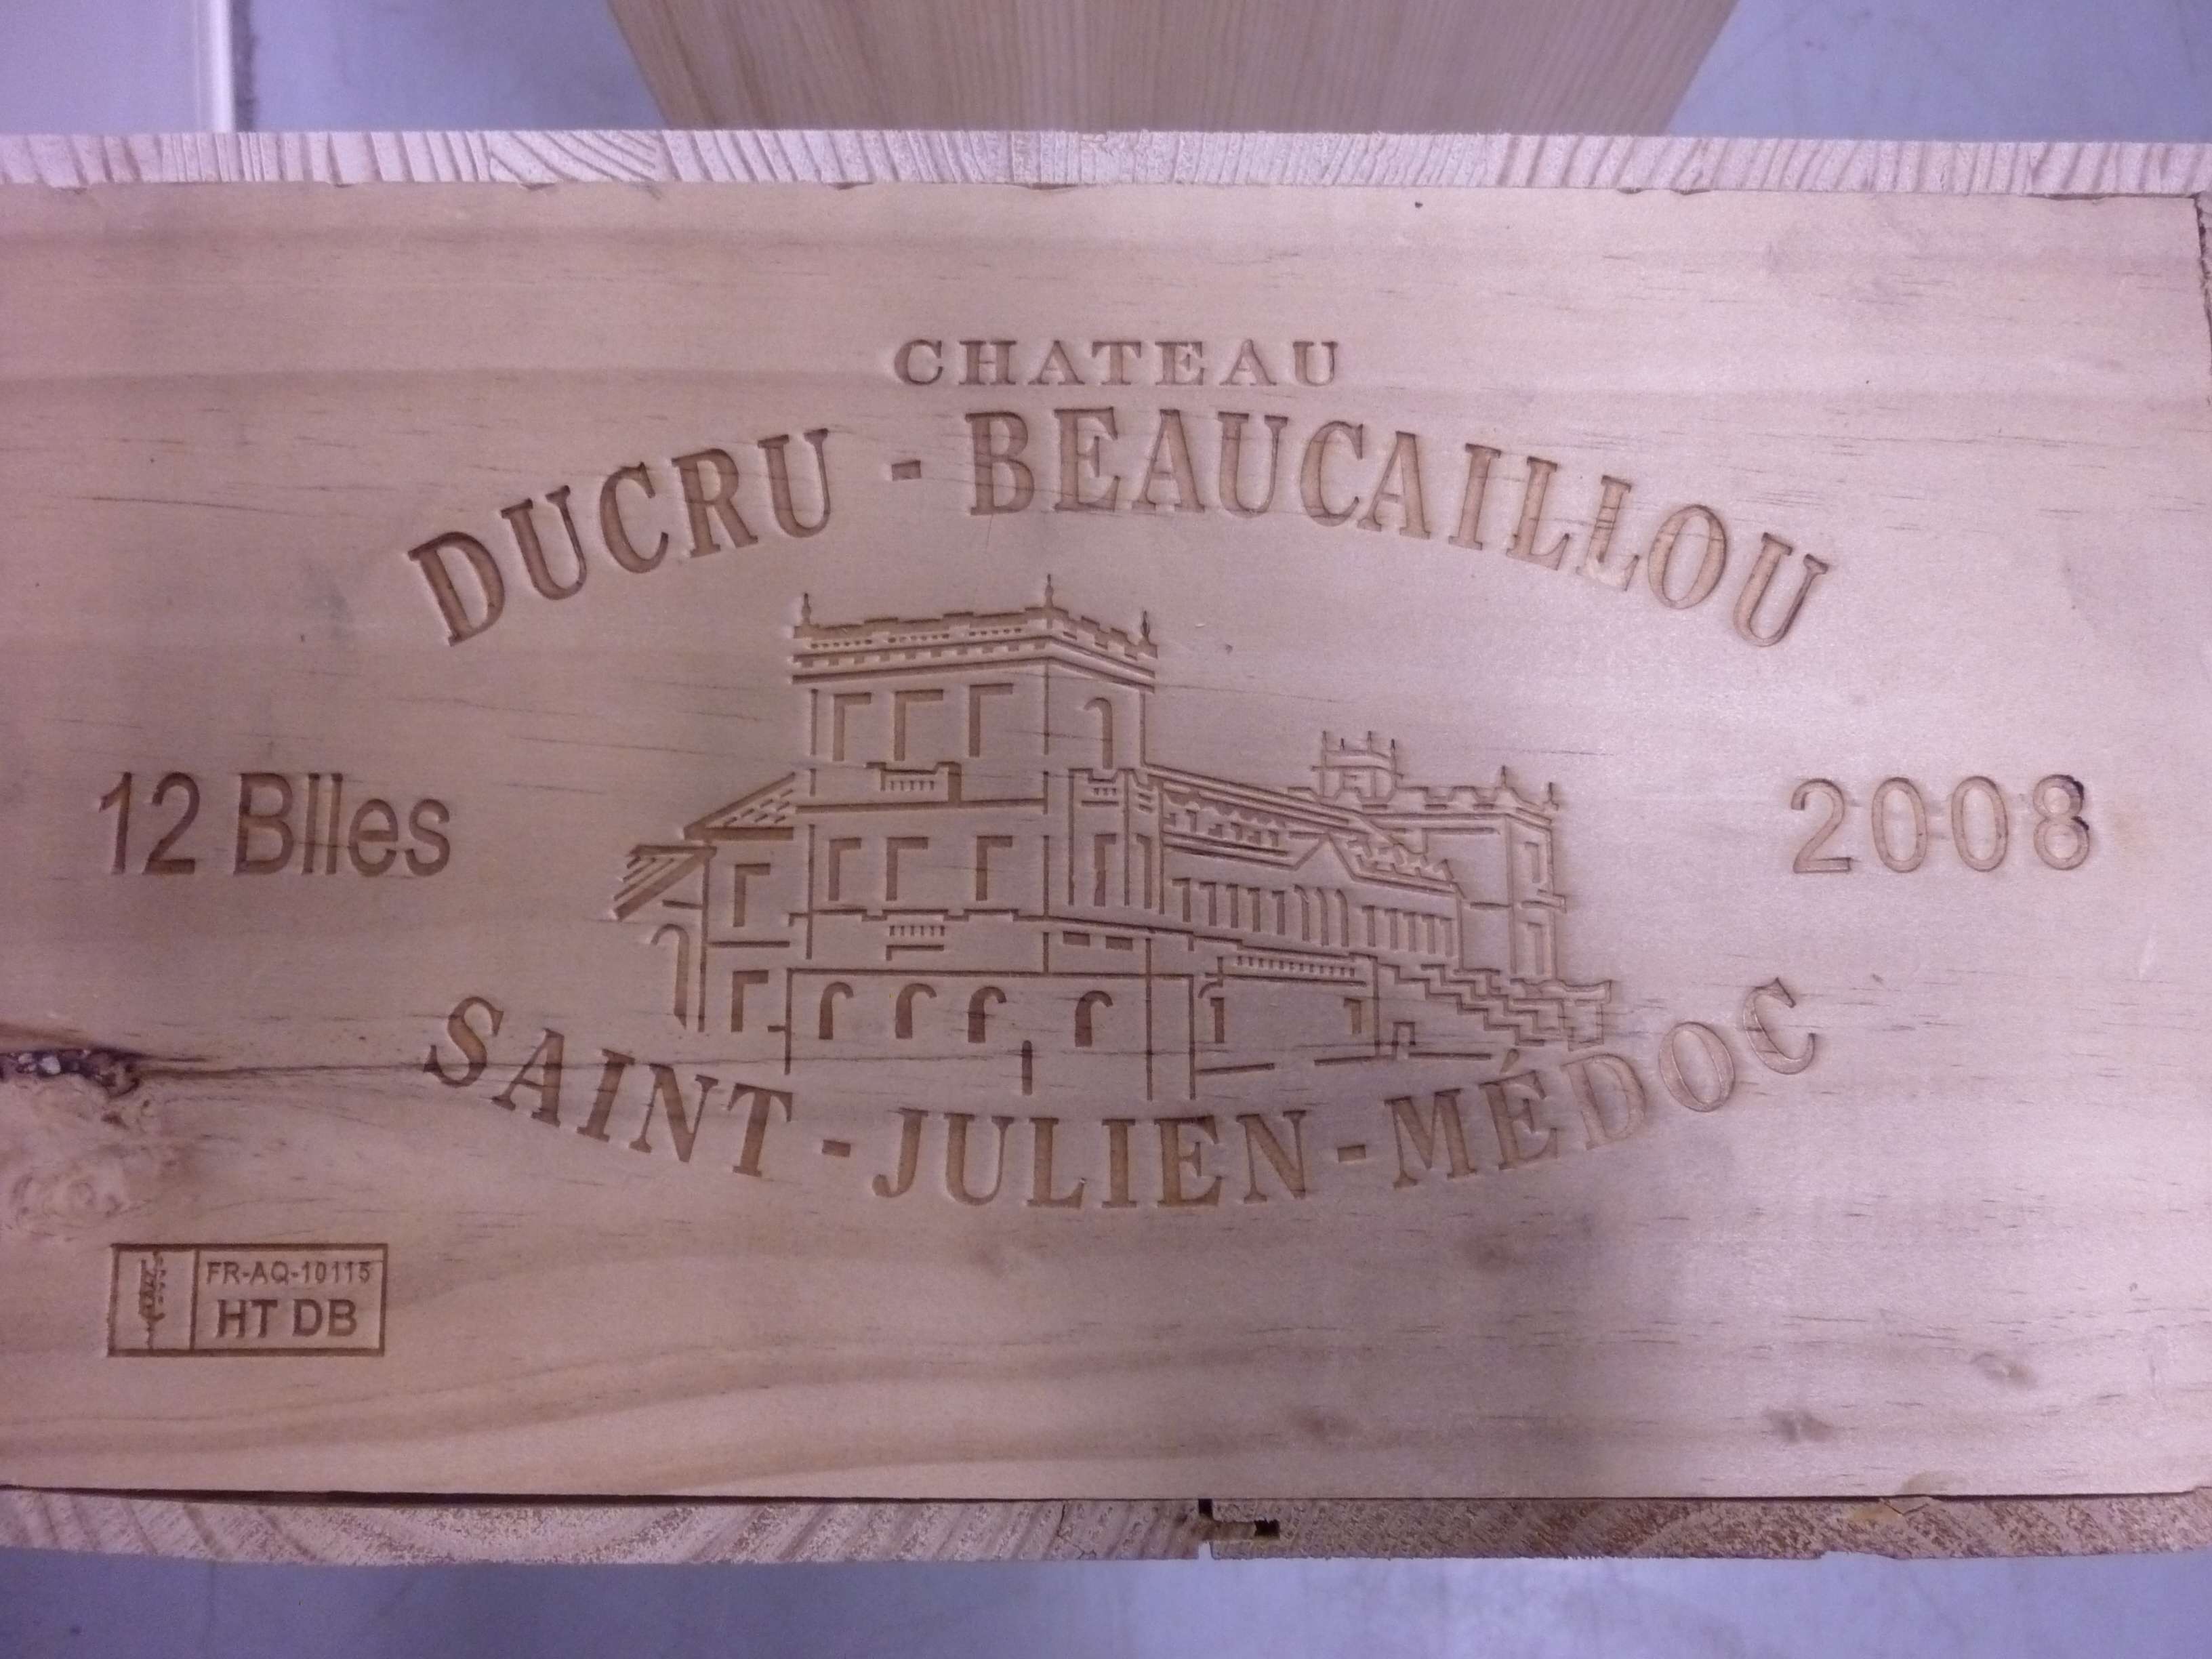 CHATEAU
DUCRU - BEAUCAILLOU
12 Blles
2008
SAINT - JULIEN - MÉDOC
FR-AQ-10115
HT DB